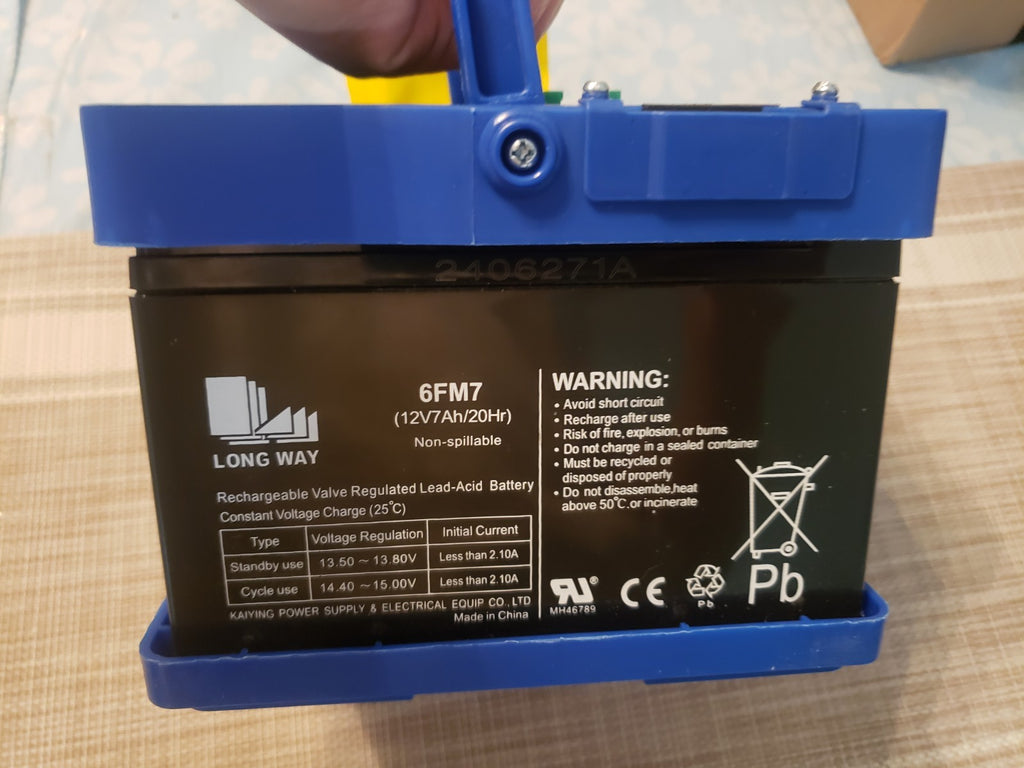 2406271A
LONG WAY
6FM7
(12V7Ah/20Hr)
Non-spillable
Rechargeable Valve Regulated Lead-Acid Battery
Constant Voltage Charge (25℃)
Type Voltage Regulation Initial Current
Standby use 13.50 ~ 13.80V Less than 2.10A
Cycle use 14.40 ~ 15.00V Less than 2.10A
KAIYING POWER SUPPLY & ELECTRICAL EQUIP CO., LTD
Made in China
WARNING:
• Avoid short circuit
• Recharge after use
• Risk of fire, explosion, or burns
• Do not charge in a sealed container
• Must be recycled or
disposed of properly
• Do not disassemble,heat
above 50℃.or incinerate
RU®
MH46789
CE
Pb
Pb